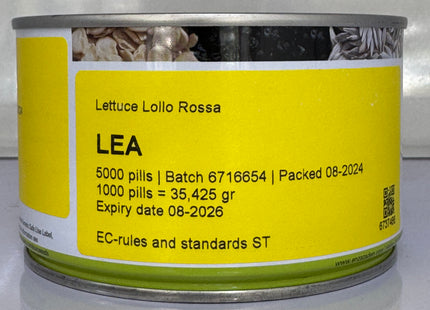 Lettuce Lollo Rossa
LEA
5000 pills | Batch 6716654 | Packed 08-2024
1000 pills = 35,425 gr
Expiry date 08-2026
EC-rules and standards ST